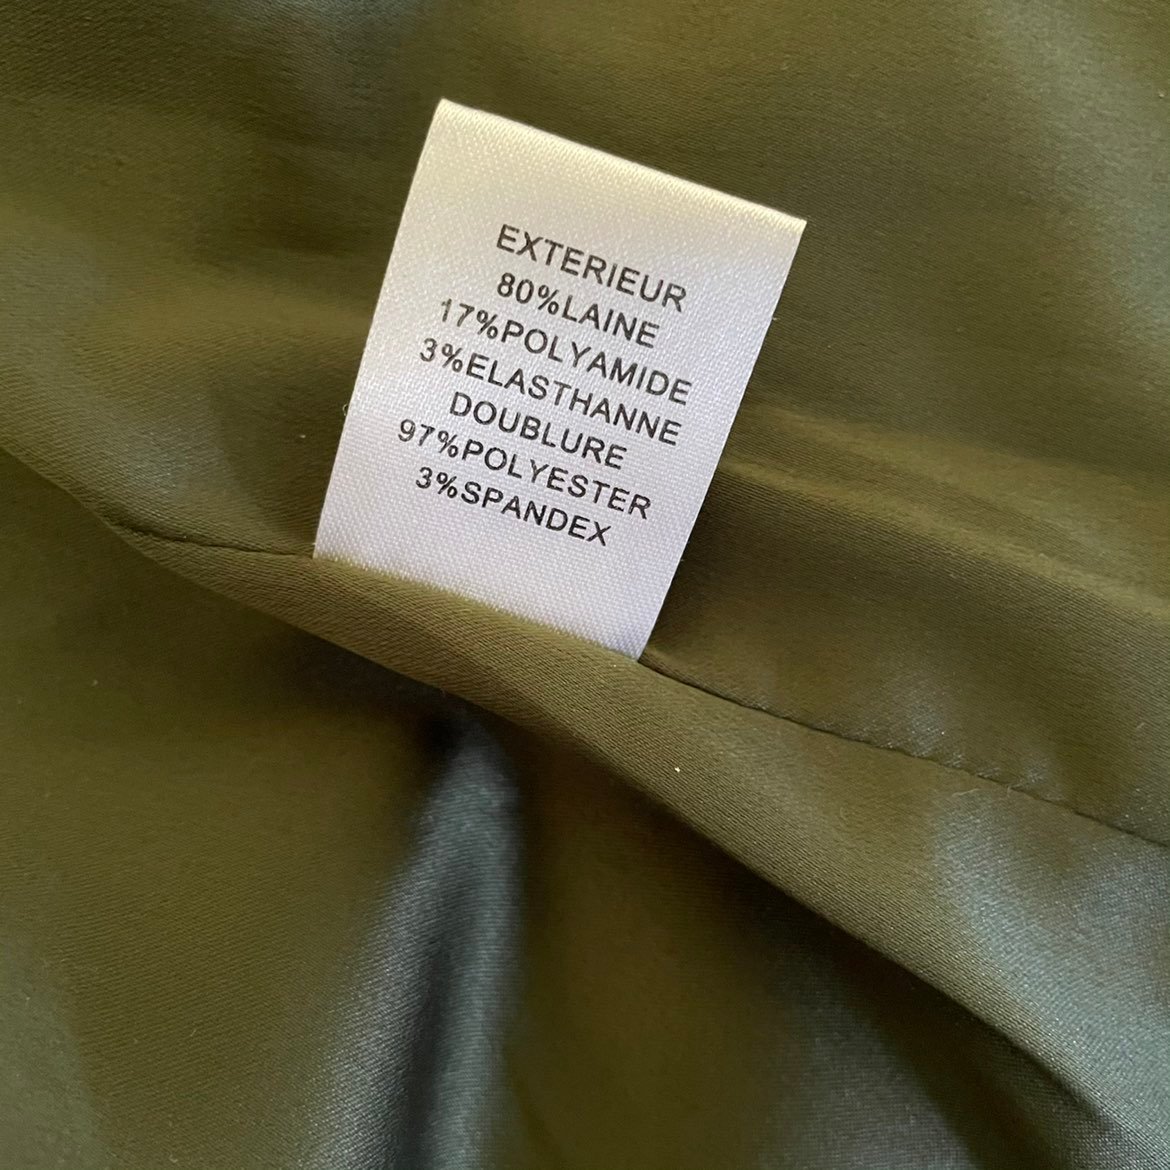 EXTERIEUR
80%LAINE
17%POLYAMIDE
3%ELASTHANNE
DOUBLURE
97%POLYESTER
3%SPANDEX